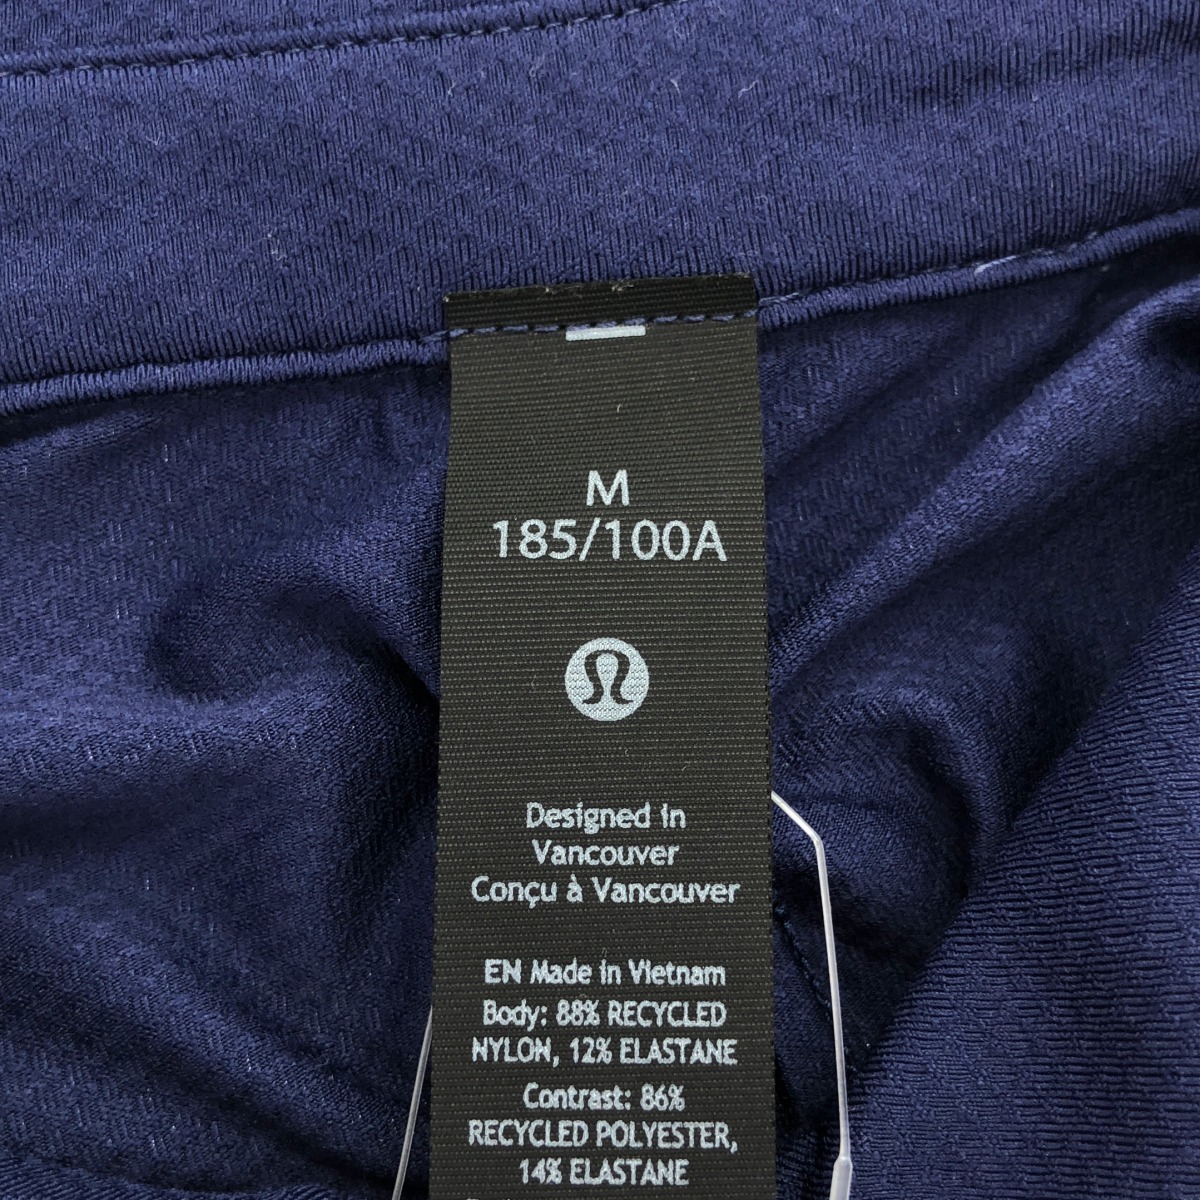 M
185/100A
Designed in
Vancouver
Conçu à Vancouver
EN Made in Vietnam
Body: 88% RECYCLED
NYLON, 12% ELASTANE
Contrast: 86%
RECYCLED POLYESTER,
14% ELASTANE